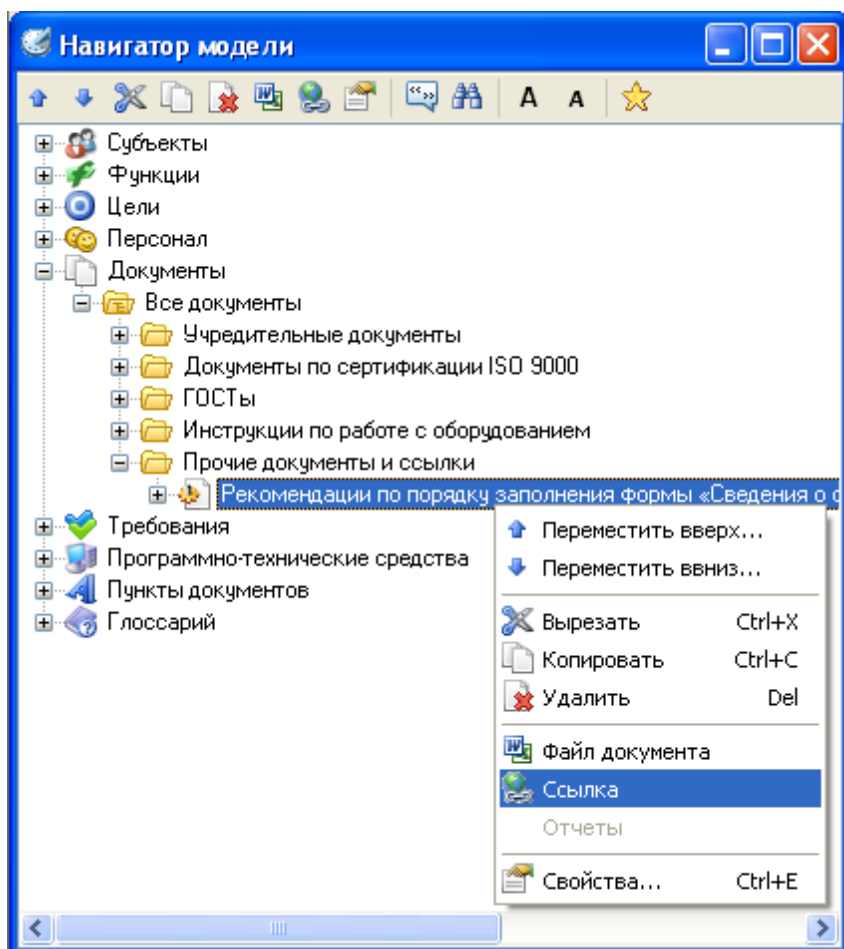 Навигатор модели
“„ A A
Субъекты
Функции
Цели
Персонал
Документы
Все документы
Учредительные документы
Документы по сертификации ISO 9000
ГОСТы
Инструкции по работе с оборудованием
Прочие документы и ссылки
Рекомендации по порядку заполнения формы «Сведения о с
Требования
Программно-технические средства
Пункты документов
Глоссарий
Переместить вверх...
Переместить ввниз...
Вырезать Ctrl+X
Копировать Ctrl+C
Удалить Del
Файл документа
Ссылка
Отчеты
Свойства... Ctrl+E